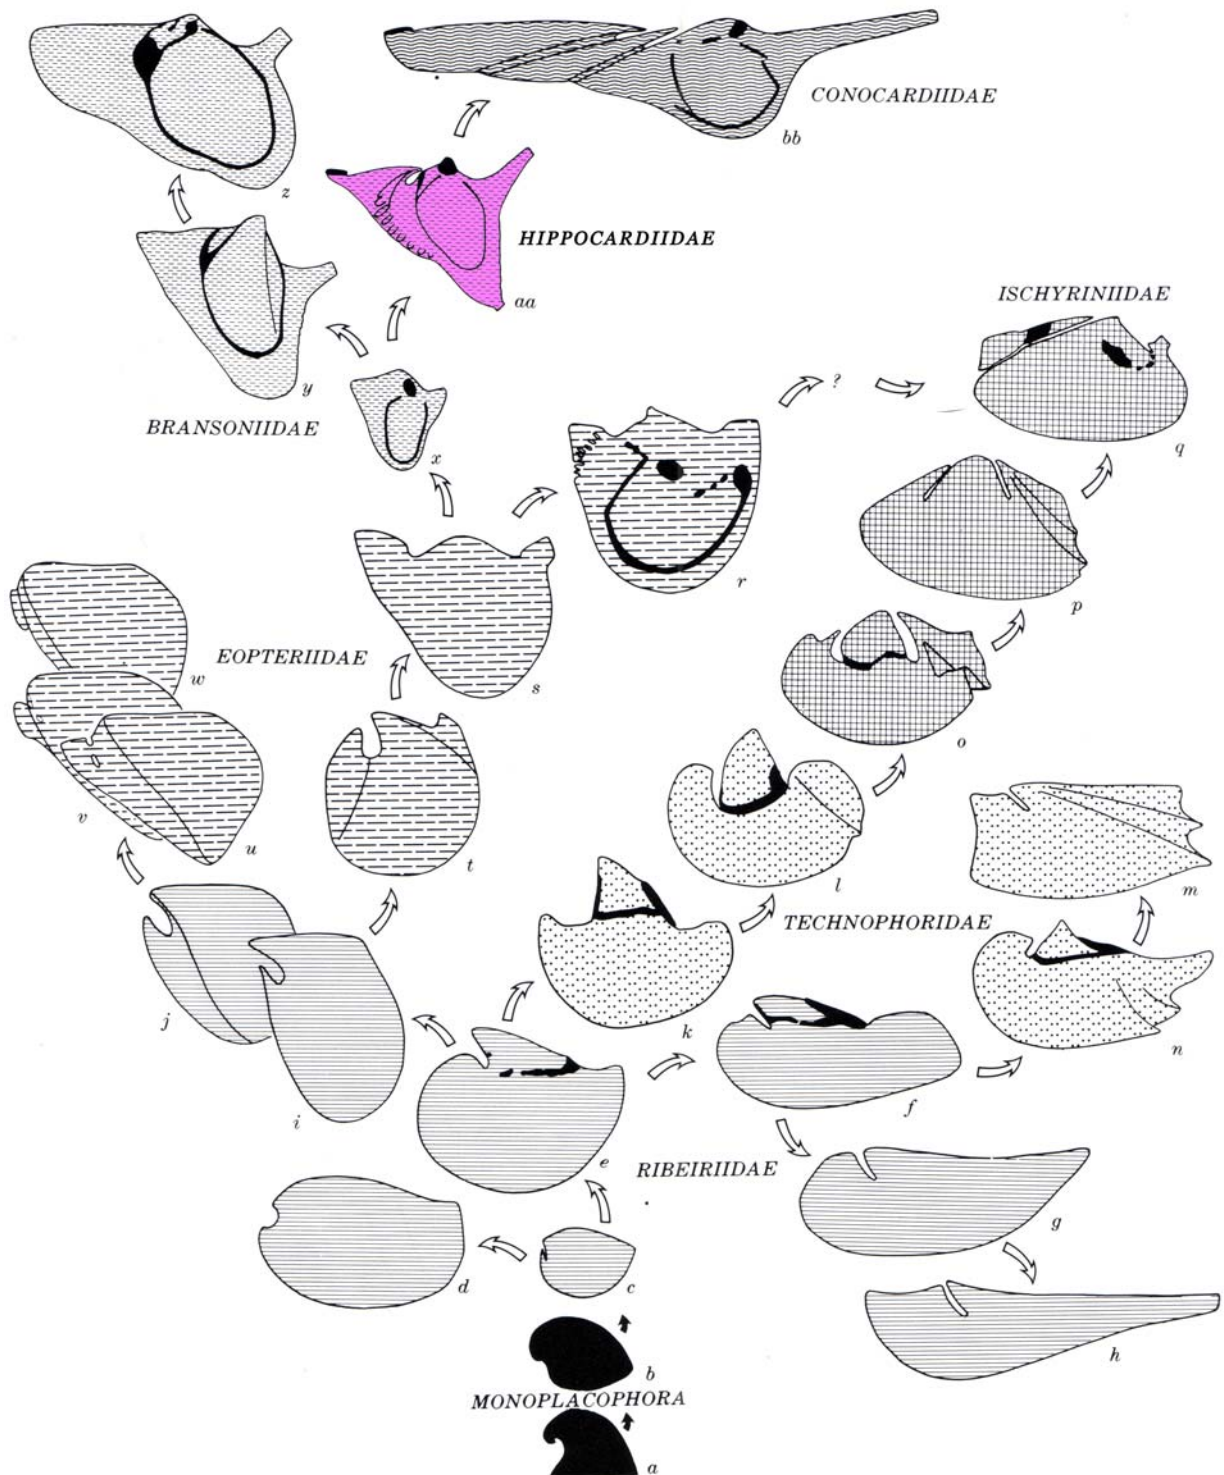 CONOCARDIIDAE
bb
z
HIPPOCARDIIDAE
aa
ISCHYRINIIDAE
y
?
BRANSONIIDAE
x
q
r
p
EOPTERIIDAE
w
s
o
v
u
t
l
m
TECHNOPHORIDAE
j
k
n
i
f
e
RIBEIRIIDAE
g
d
c
h
b
MONOPLACOPHORA
a